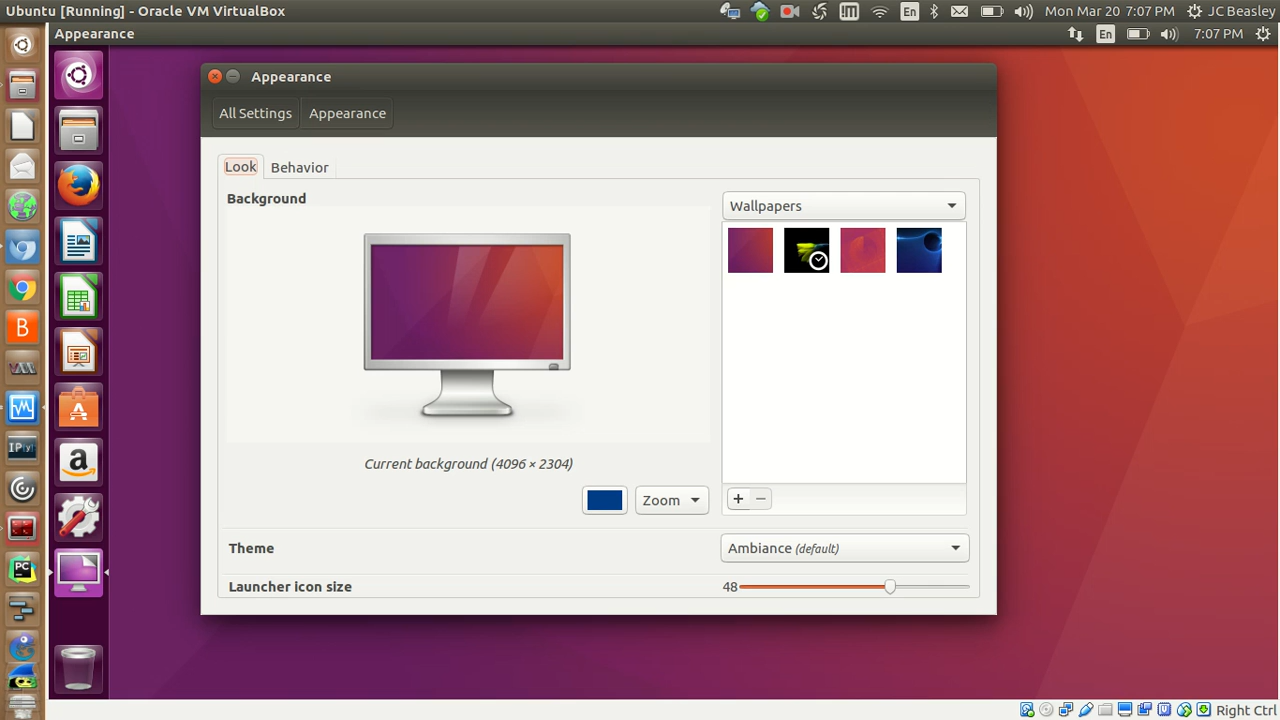 Ubuntu [Running] - Oracle VM VirtualBox
En
Mon Mar 20 7:07 PM
JC Beasley
Appearance
En
7:07 PM
Appearance
All Settings
Appearance
Look
Behavior
Background
Wallpapers
Current background (4096 × 2304)
Zoom
+
−
Theme
Ambiance (default)
Launcher icon size
48
B
IP[y]
PC
Right Ctrl